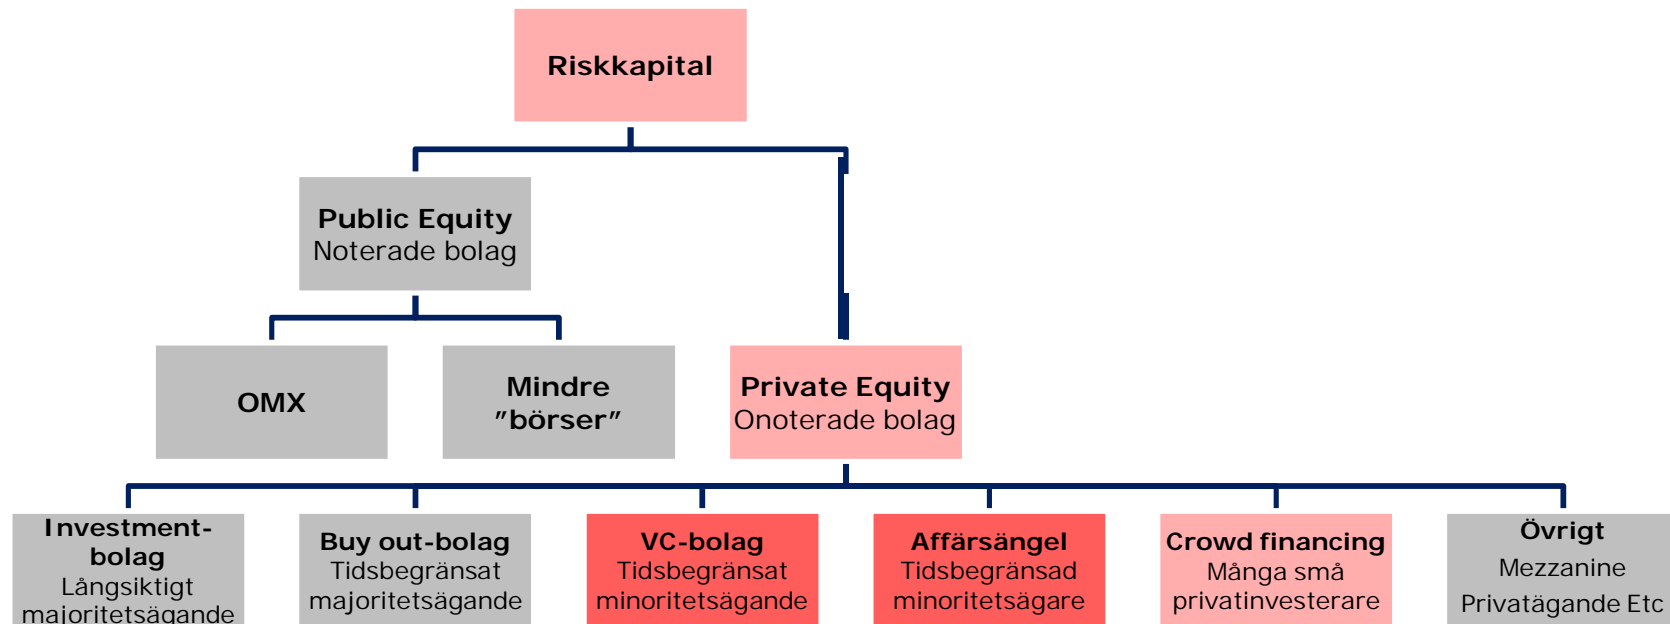 Riskkapital
Public Equity
Noterade bolag
OMX
Mindre
”börser”
Private Equity
Onoterade bolag
Investment-
bolag
Långsiktigt
majoritetsägande
Buy out-bolag
Tidsbegränsat
majoritetsägande
VC-bolag
Tidsbegränsat
minoritetsägande
Affärsängel
Tidsbegränsad
minoritetsägare
Crowd financing
Många små
privatinvesterare
Övrigt
Mezzanine
Privatägande Etc